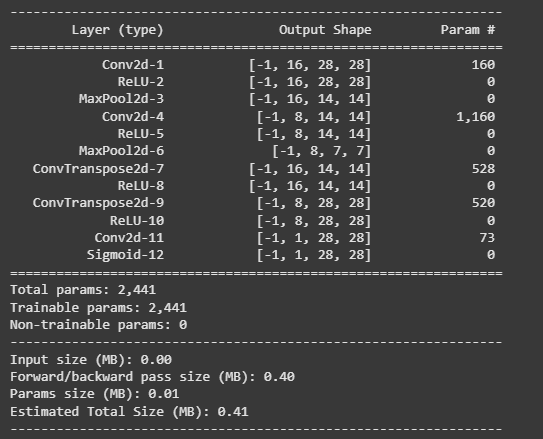 ----------------------------------------------------------------
        Layer (type)               Output Shape         Param #
================================================================
            Conv2d-1           [-1, 16, 28, 28]             160
              ReLU-2           [-1, 16, 28, 28]               0
         MaxPool2d-3           [-1, 16, 14, 14]               0
            Conv2d-4            [-1, 8, 14, 14]           1,160
              ReLU-5            [-1, 8, 14, 14]               0
         MaxPool2d-6              [-1, 8, 7, 7]               0
   ConvTranspose2d-7           [-1, 16, 14, 14]             528
              ReLU-8           [-1, 16, 14, 14]               0
   ConvTranspose2d-9            [-1, 8, 28, 28]             520
             ReLU-10            [-1, 8, 28, 28]               0
           Conv2d-11            [-1, 1, 28, 28]              73
          Sigmoid-12            [-1, 1, 28, 28]               0
================================================================
Total params: 2,441
Trainable params: 2,441
Non-trainable params: 0
----------------------------------------------------------------
Input size (MB): 0.00
Forward/backward pass size (MB): 0.40
Params size (MB): 0.01
Estimated Total Size (MB): 0.41
----------------------------------------------------------------